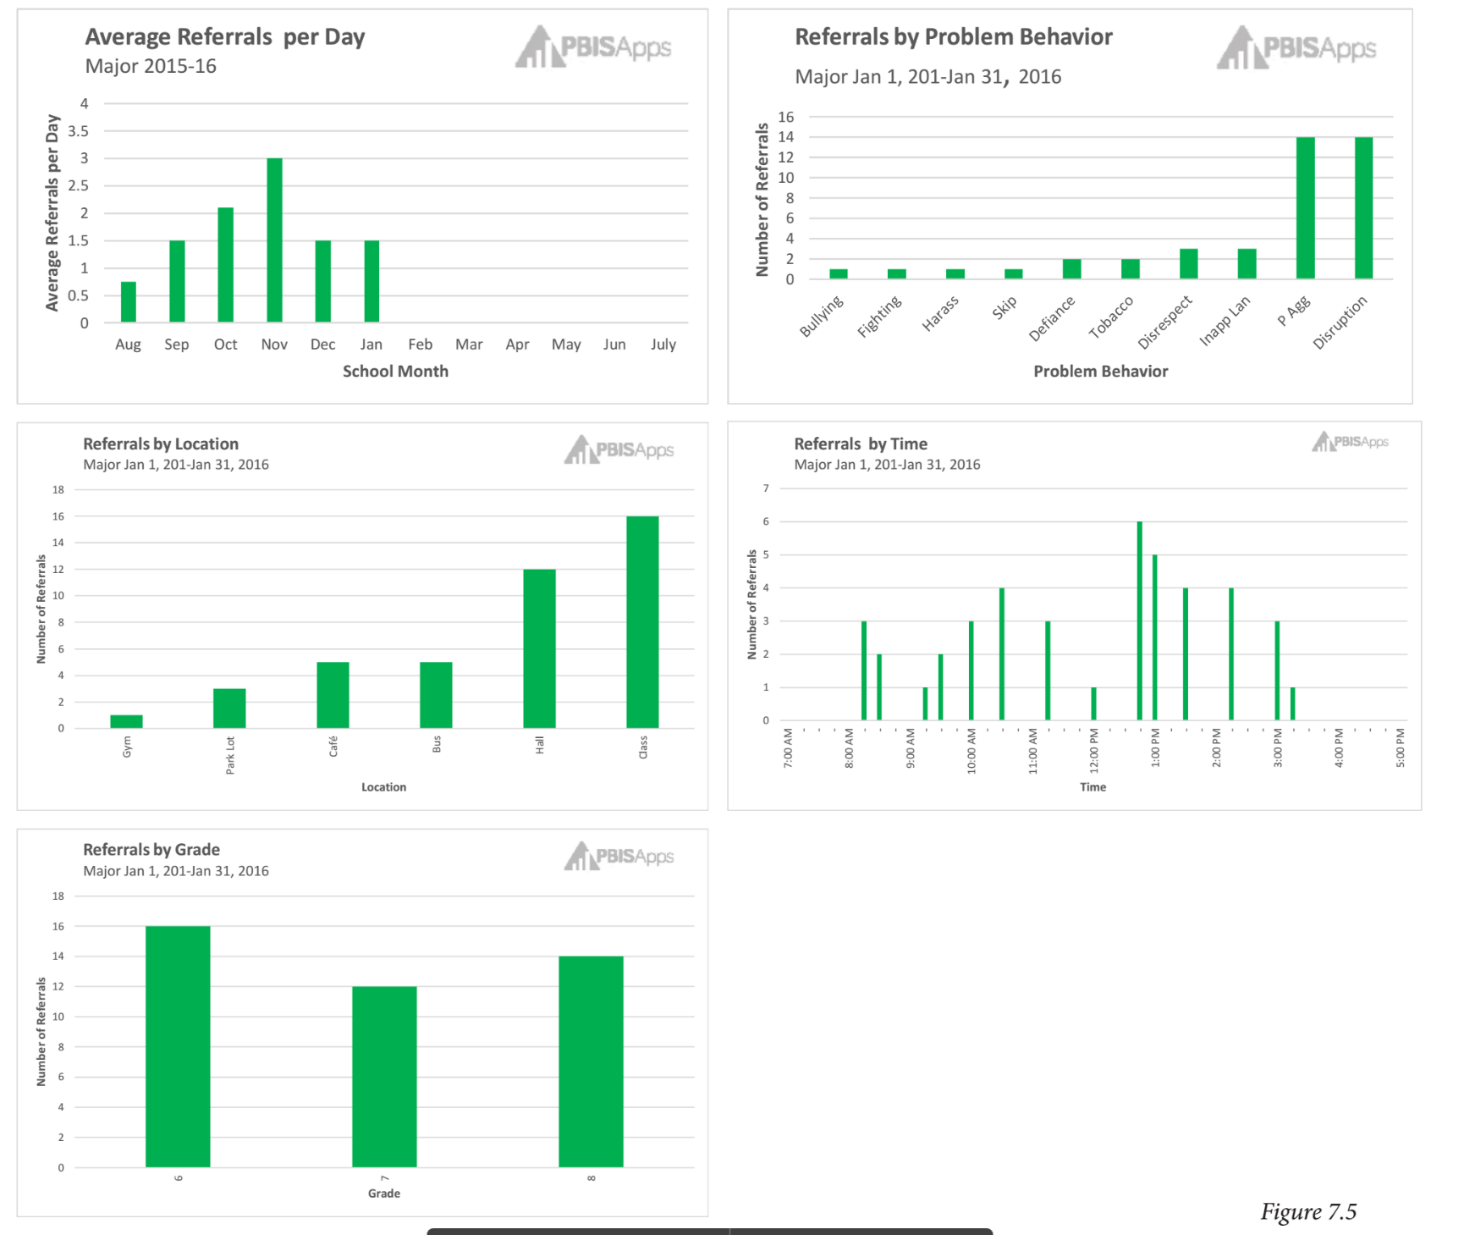 Average Referrals per Day
Major 2015-16
PBISApps
Average Referrals per Day
4
3.5
3
2.5
2
1.5
1
0.5
0
Aug Sep Oct Nov Dec Jan Feb Mar Apr May Jun July
School Month
Referrals by Problem Behavior
Major Jan 1, 201-Jan 31, 2016
PBISApps
Number of Referrals
16
14
12
10
8
6
4
2
0
Bullying Fighting Harass Skip Defiance Tobacco Disrespect Inapp Lan P Agg Disruption
Problem Behavior
Referrals by Location
Major Jan 1, 201-Jan 31, 2016
PBISApps
Number of Referrals
18
16
14
12
10
8
6
4
2
0
Gym Park Lot Café Bus Hall Class
Location
Referrals by Time
Major Jan 1, 201-Jan 31, 2016
PBISApps
Number of Referrals
7
6
5
4
3
2
1
0
7:00 AM 8:00 AM 9:00 AM 10:00 AM 11:00 AM 12:00 PM 1:00 PM 2:00 PM 3:00 PM 4:00 PM 5:00 PM
Time
Referrals by Grade
Major Jan 1, 201-Jan 31, 2016
PBISApps
Number of Referrals
18
16
14
12
10
8
6
4
2
0
6 7 8
Grade
Figure 7.5